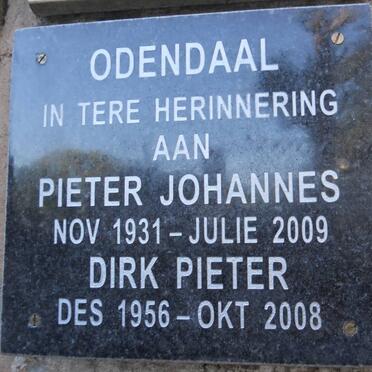 ODENDAAL
IN TERE HERINNERING
AAN
PIETER JOHANNES
NOV 1931 – JULIE 2009
DIRK PIETER
DES 1956 – OKT 2008